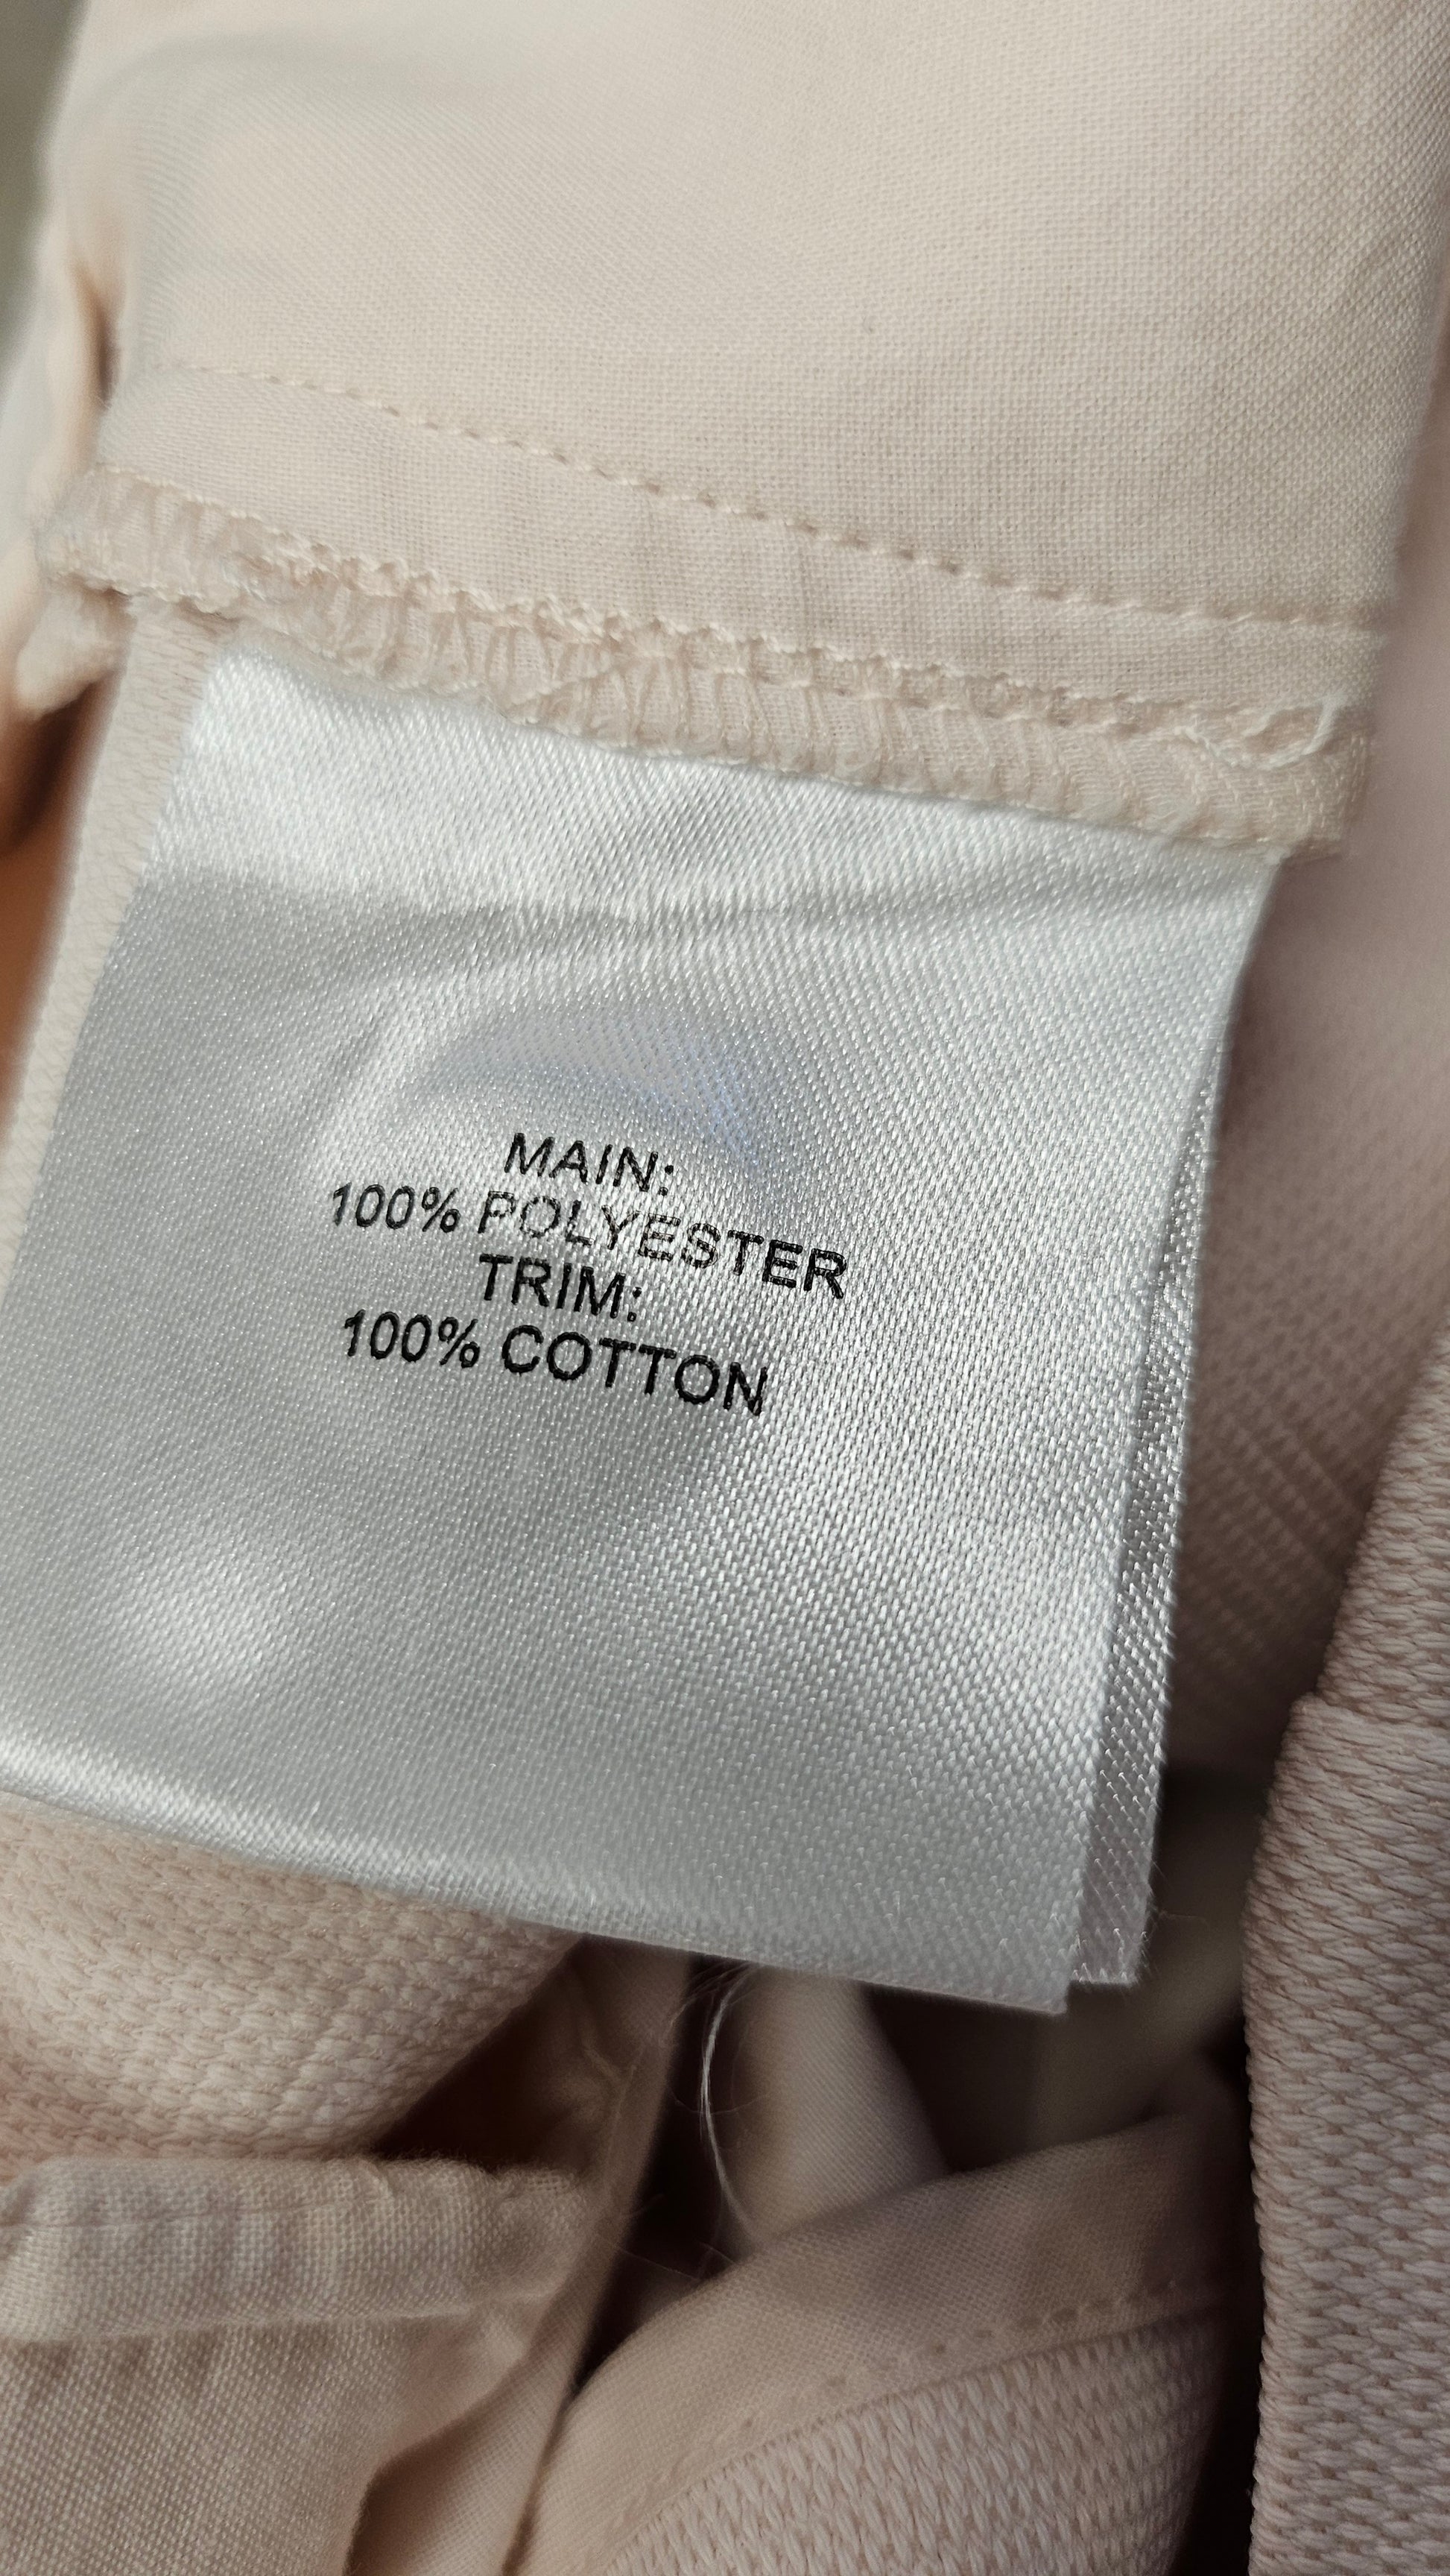 MAIN:
100% POLYESTER
TRIM:
100% COTTON